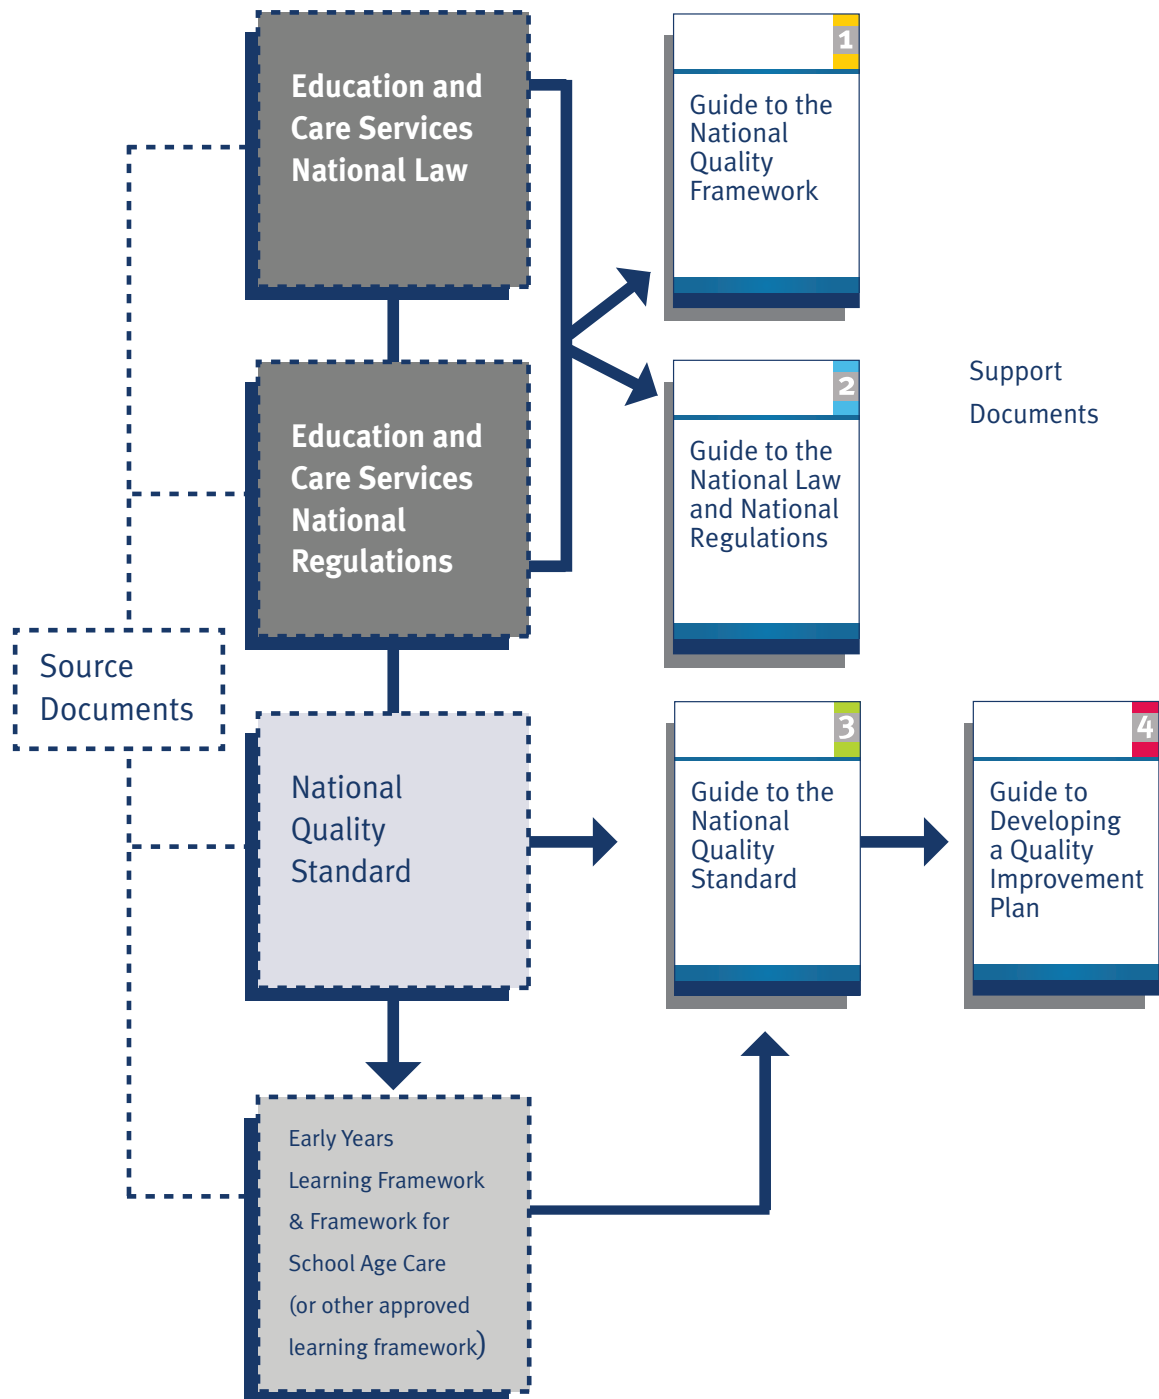 Education and
Care Services
National Law
1
Guide to the
National
Quality
Framework
Education and
Care Services
National
Regulations
2
Guide to the
National Law
and National
Regulations
Support
Documents
Source
Documents
National
Quality
Standard
3
Guide to the
National
Quality
Standard
4
Guide to
Developing
a Quality
Improvement
Plan
Early Years
Learning Framework
& Framework for
School Age Care
(or other approved
learning framework)